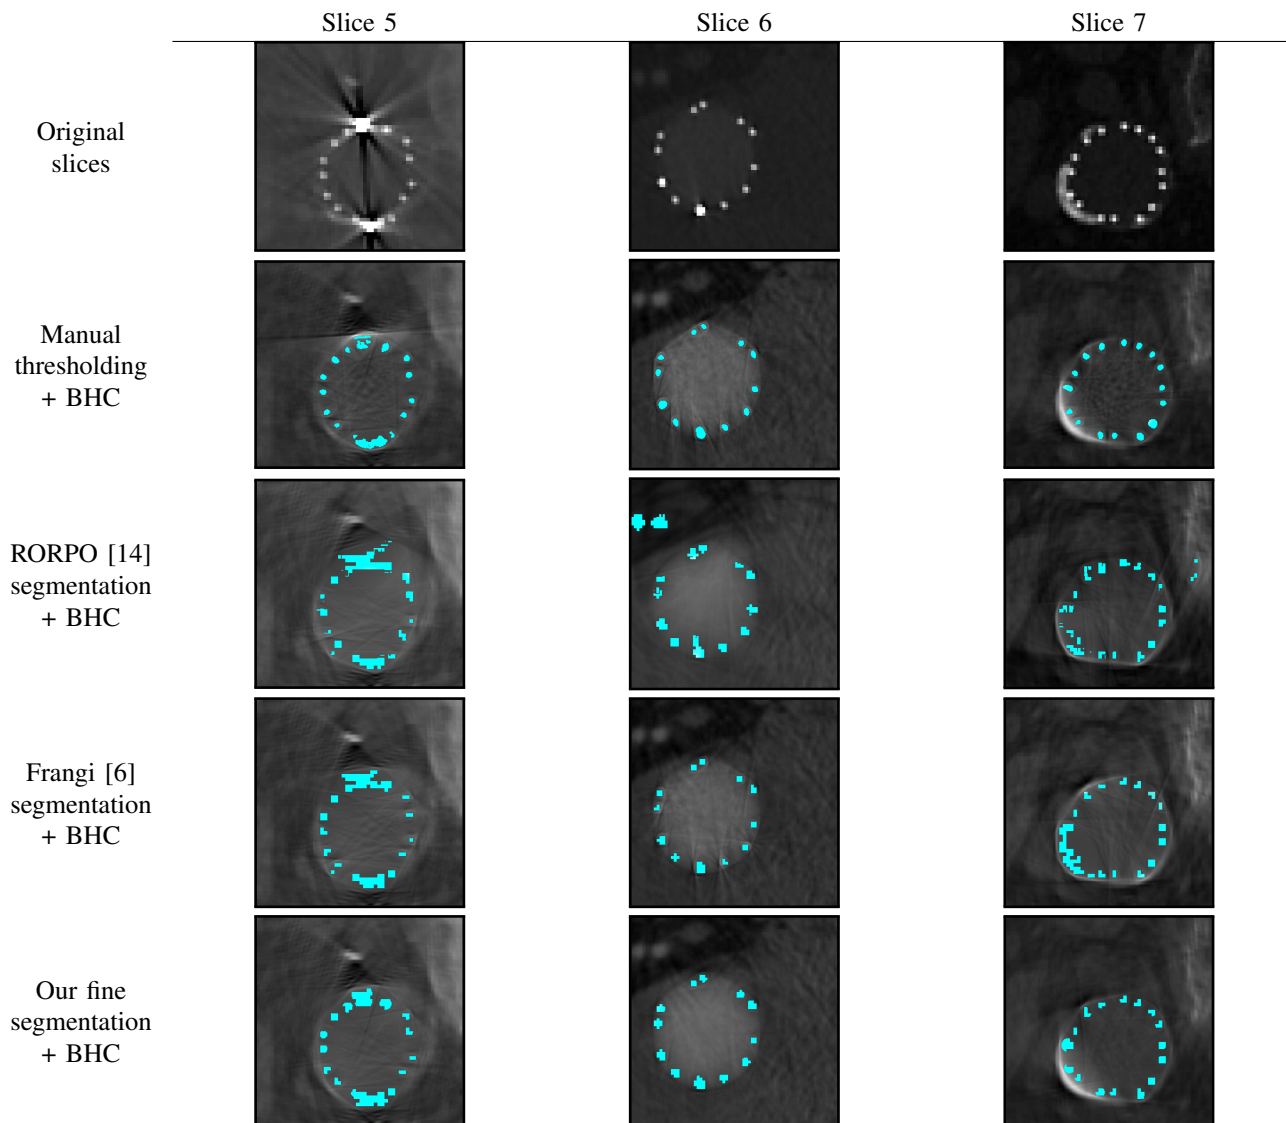 Slice 5
Slice 6
Slice 7
Original
slices
Manual
thresholding
+ BHC
RORPO [14]
segmentation
+ BHC
Frangi [6]
segmentation
+ BHC
Our fine
segmentation
+ BHC